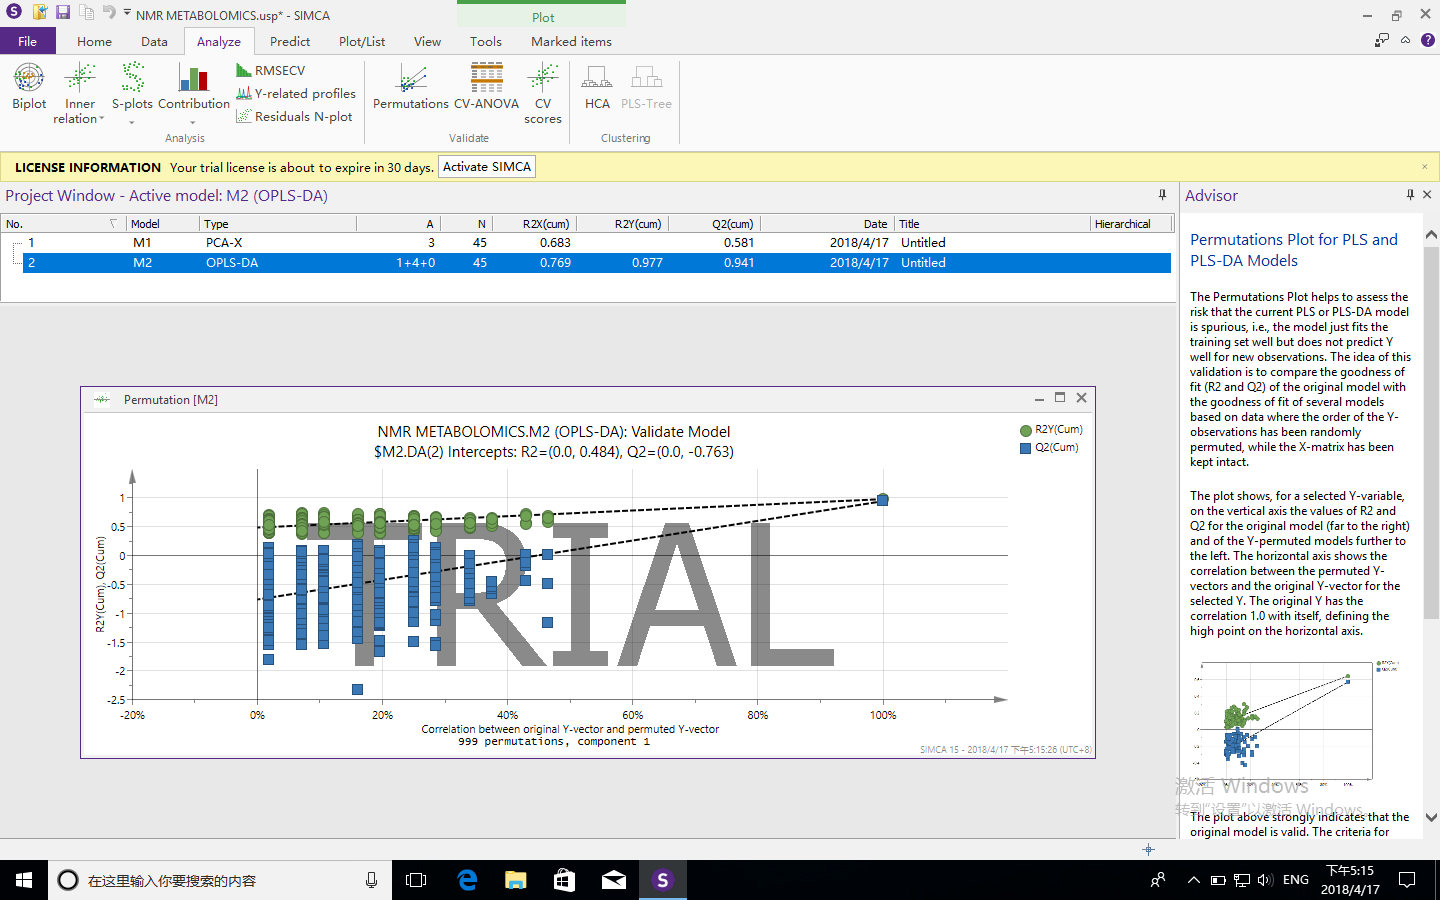 NMR METABOLOMICS.usp* - SIMCA
Plot
File
Home
Data
Analyze
Predict
Plot/List
View
Tools
Marked items
Biplot
Inner relation
S-plots
Contribution
RMSECV
Y-related profiles
Residuals N-plot
Analysis
Permutations
CV-ANOVA
CV scores
Validate
HCA
PLS-Tree
Clustering
LICENSE INFORMATION Your trial license is about to expire in 30 days. Activate SIMCA
Project Window - Active model: M2 (OPLS-DA)
No. Model Type A N R2X(cum) R2Y(cum) Q2(cum) Date Title Hierarchical
1 M1 PCA-X 3 45 0.683 0.581 2018/4/17 Untitled
2 M2 OPLS-DA 1+4+0 45 0.769 0.977 0.941 2018/4/17 Untitled
Permutation [M2]
NMR METABOLOMICS.M2 (OPLS-DA): Validate Model
$M2.DA(2) Intercepts: R2=(0.0, 0.484), Q2=(0.0, -0.763)
R2Y(Cum)
Q2(Cum)
R2Y(Cum), Q2(Cum)
1
0.5
0
-0.5
-1
-1.5
-2
-2.5
TRIAL
-20% 0% 20% 40% 60% 80% 100%
Correlation between original Y-vector and permuted Y-vector
999 permutations, component 1
SIMCA 15 - 2018/4/17 下午5:15:26 (UTC+8)
Advisor
Permutations Plot for PLS and
PLS-DA Models
The Permutations Plot helps to assess the
risk that the current PLS or PLS-DA model
is spurious, i.e., the model just fits the
training set well but does not predict Y
well for new observations. The idea of this
validation is to compare the goodness of
fit (R2 and Q2) of the original model with
the goodness of fit of several models
based on data where the order of the Y-
observations has been randomly
permuted, while the X-matrix has been
kept intact.
The plot shows, for a selected Y-variable,
on the vertical axis the values of R2 and
Q2 for the original model (far to the right)
and of the Y-permuted models further to
the left. The horizontal axis shows the
correlation between the permuted Y-
vectors and the original Y-vector for the
selected Y. The original Y has the
correlation 1.0 with itself, defining the
high point on the horizontal axis.
激活 Windows
转到"设置"以激活 Windows。
The plot above strongly indicates that the
original model is valid. The criteria for
在这里输入你要搜索的内容
ENG
下午5:15
2018/4/17